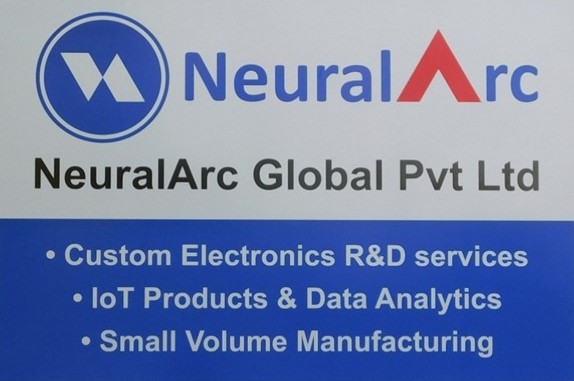 NeuralArc
NeuralArc Global Pvt Ltd
• Custom Electronics R&D services
• IoT Products & Data Analytics
• Small Volume Manufacturing